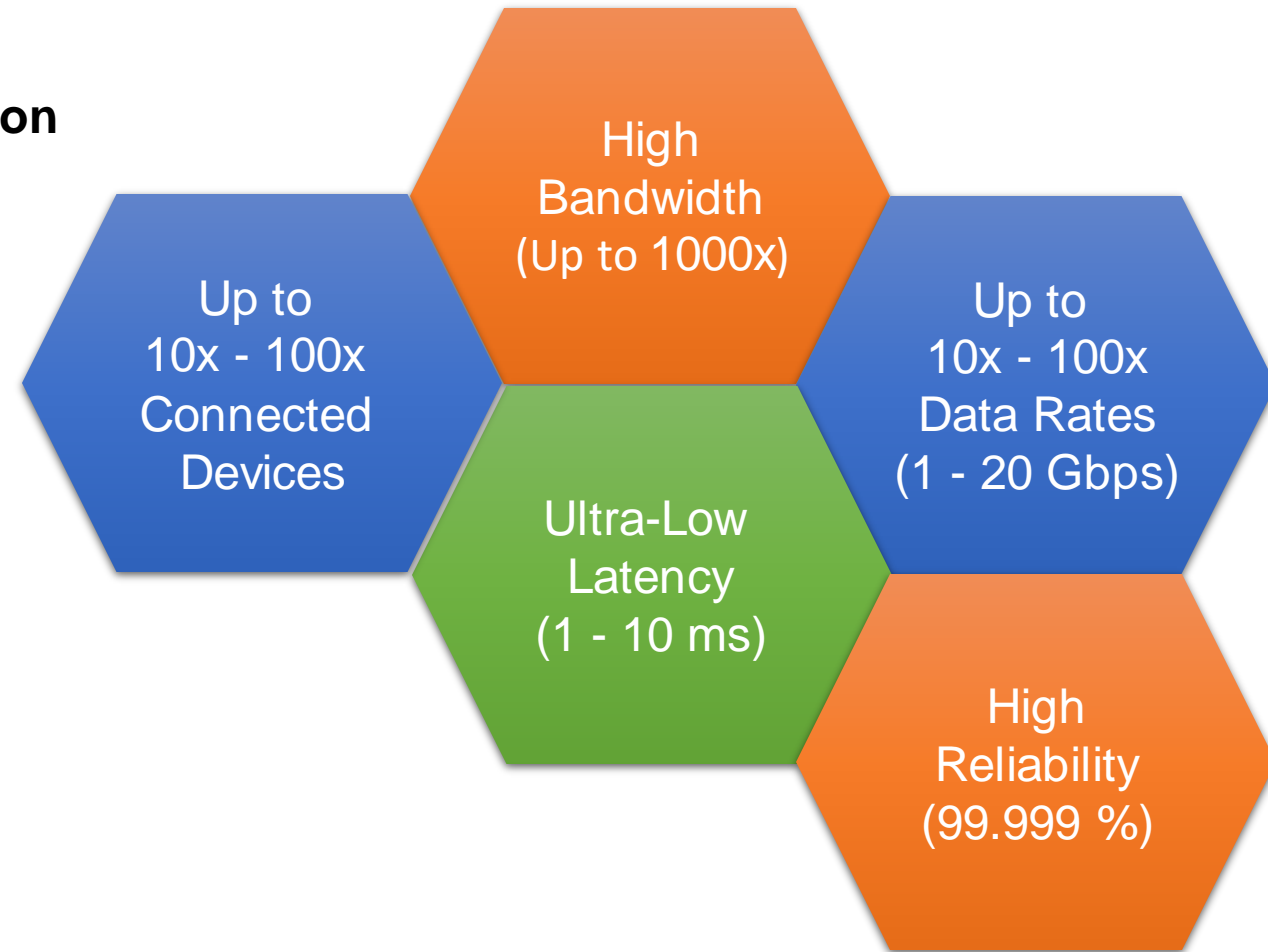 on
High
Bandwidth
(Up to 1000x)
Up to
10x - 100x
Connected
Devices
Up to
10x - 100x
Data Rates
(1 - 20 Gbps)
Ultra-Low
Latency
(1 - 10 ms)
High
Reliability
(99.999 %)